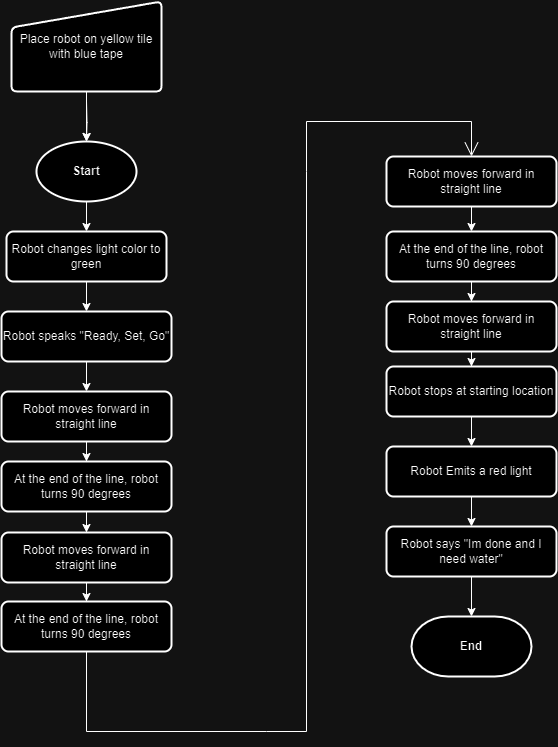 Place robot on yellow tile
with blue tape
Start
Robot changes light color to
green
Robot speaks "Ready, Set, Go"
Robot moves forward in
straight line
At the end of the line, robot
turns 90 degrees
Robot moves forward in
straight line
At the end of the line, robot
turns 90 degrees
Robot moves forward in
straight line
At the end of the line, robot
turns 90 degrees
Robot moves forward in
straight line
Robot stops at starting location
Robot Emits a red light
Robot says "Im done and I
need water"
End